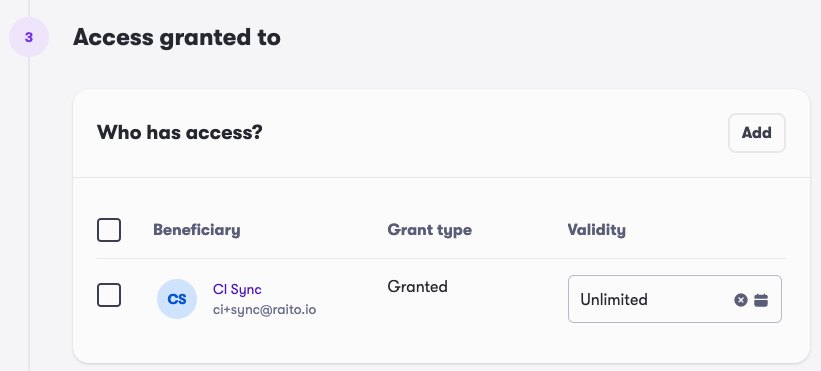 3
Access granted to
Who has access?
Add
Beneficiary Grant type Validity
CS
CI Sync
ci+sync@raito.io
Granted
Unlimited